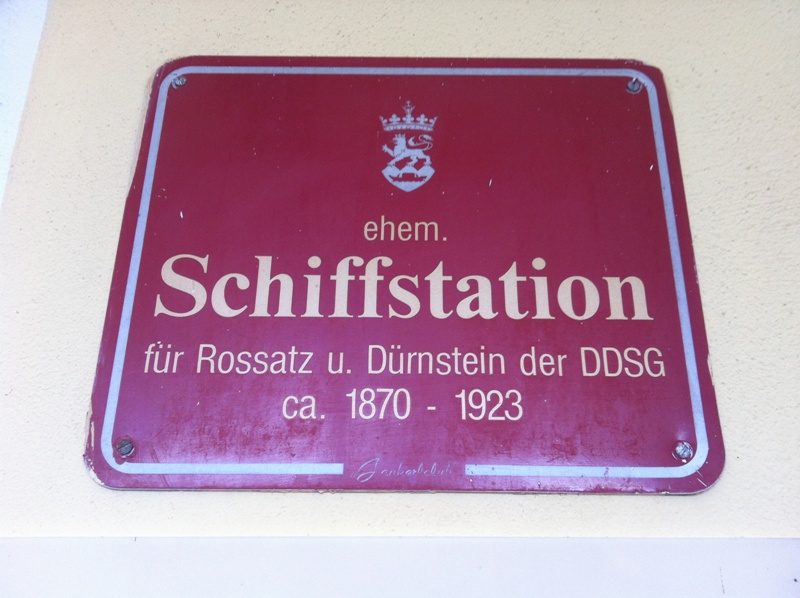 ehem.
Schiffstation
für Rossatz u. Dürnstein der DDSG
ca. 1870 - 1923